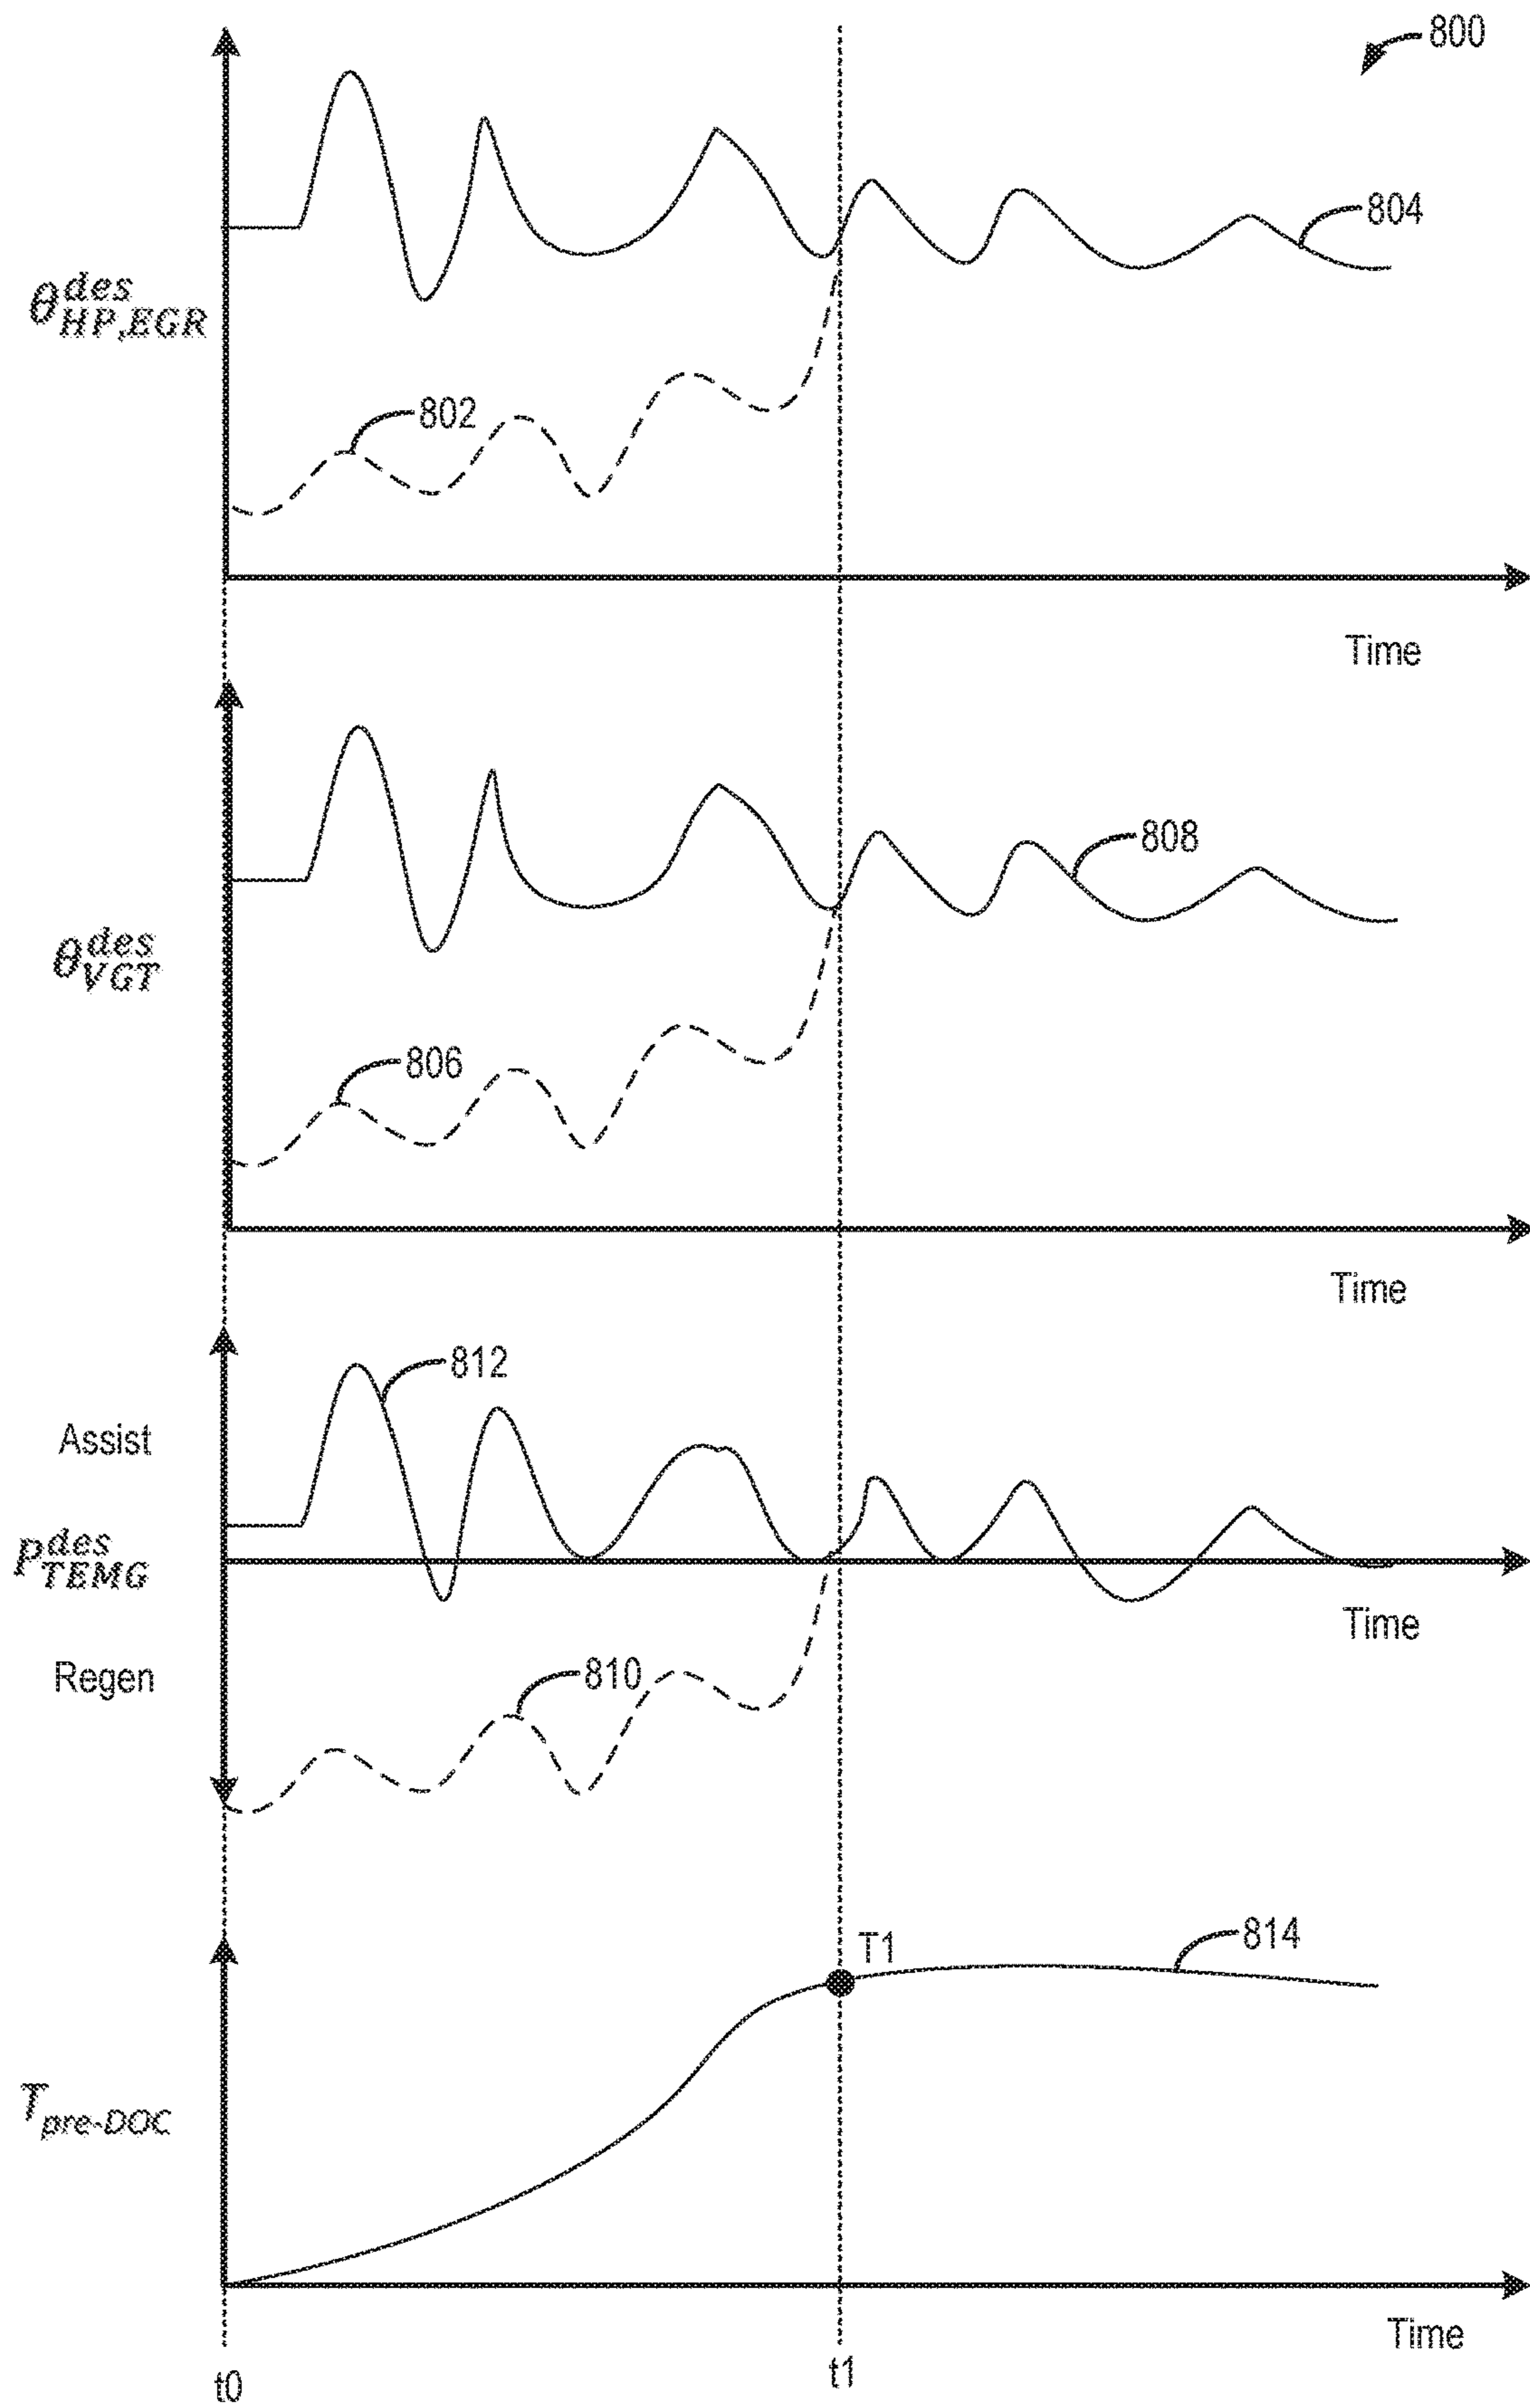 800
804
θ^des_HP,EGR
802
Time
808
θ^des_VGT
806
Time
812
Assist
P^des_TEMG
Time
Regen
810
T1
814
T_pre-DOC
Time
t0
t1